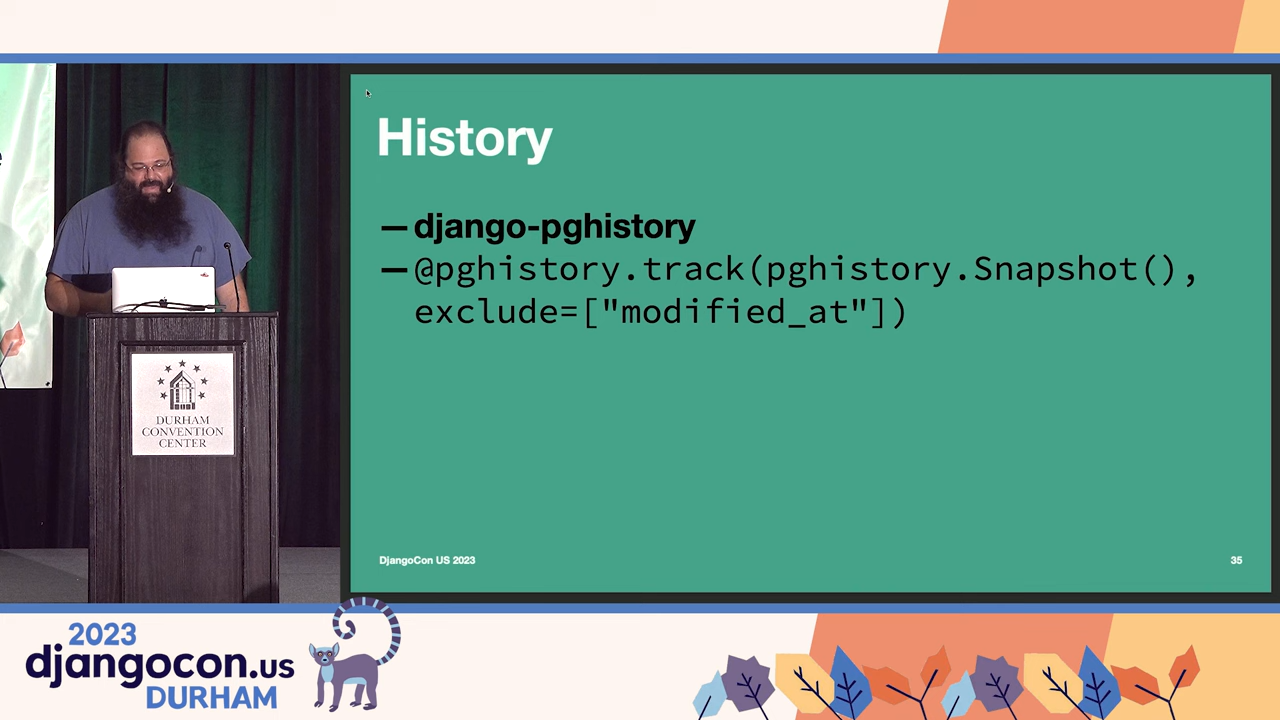 History
— django-pghistory
— @pghistory.track(pghistory.Snapshot(),
exclude=["modified_at"])
DjangoCon US 2023
35
DURHAM
CONVENTION
CENTER
2023
djangocon.us
DURHAM